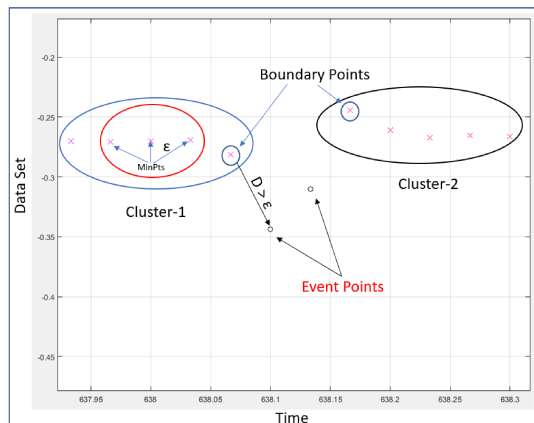 -0.2
Boundary Points
-0.25
ε
MinPts
-0.3
Cluster-1
Cluster-2
D > ε
Data Set
-0.35
Event Points
-0.4
-0.45
637.95
638
638.05
638.1
638.15
638.2
638.25
638.3
Time